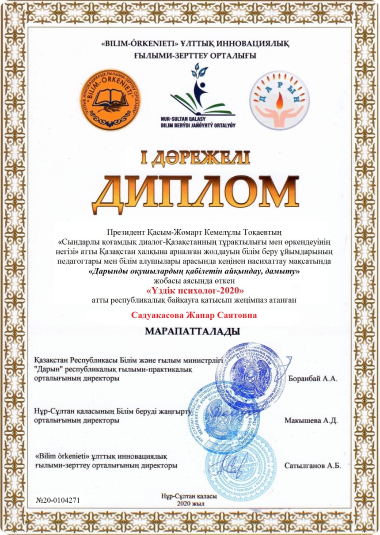 «BILIM-ÓRKENIETI» ҰЛТТЫҚ ИННОВАЦИЯЛЫҚ
ҒЫЛЫМИ-ЗЕРТТЕУ ОРТАЛЫҒЫ
"BILIM-ÓRKENIETI"
NUR-SULTAN QALASY
BILIM BERÝDI JAŃǴYRTÝ ORTALYǴY
ДАРЫН
І ДӘРЕЖЕЛІ
ДИПЛОМ
Президент Қасым-Жомарт Кемелұлы Тоқаевтың
«Сындарлы қоғамдық диалог-Қазақстанның тұрақтылығы мен өркендеуінің
негізі» атты Қазақстан халқына арналған жолдауын білім беру ұйымдарының
педагогтары мен білім алушылары арасында кеңінен насихаттау мақсатында
«Дарынды оқушылардың қабілетін айқындау, дамыту»
жобасы аясында өткен
«Үздік психолог-2020»
атты республикалық байқауға қатысып жеңімпаз атанған
Садуакасова Жанар Саятовна
МАРАПАТТАЛАДЫ
Қазақстан Республикасы Білім және ғылым министрлігі
"Дарын" республикалық ғылыми-практикалық
орталығының директоры
Боранбай А.А.
Нұр-Сұлтан қаласының Білім беруді жаңғырту
орталығының директоры
Макышева А.Д.
«Bilim órkenieti» ұлттық инновациялық
ғылыми-зерттеу орталығының директоры
Сатылганов А.Б.
№20-0104271
Нұр-Сұлтан қаласы
2020 жыл